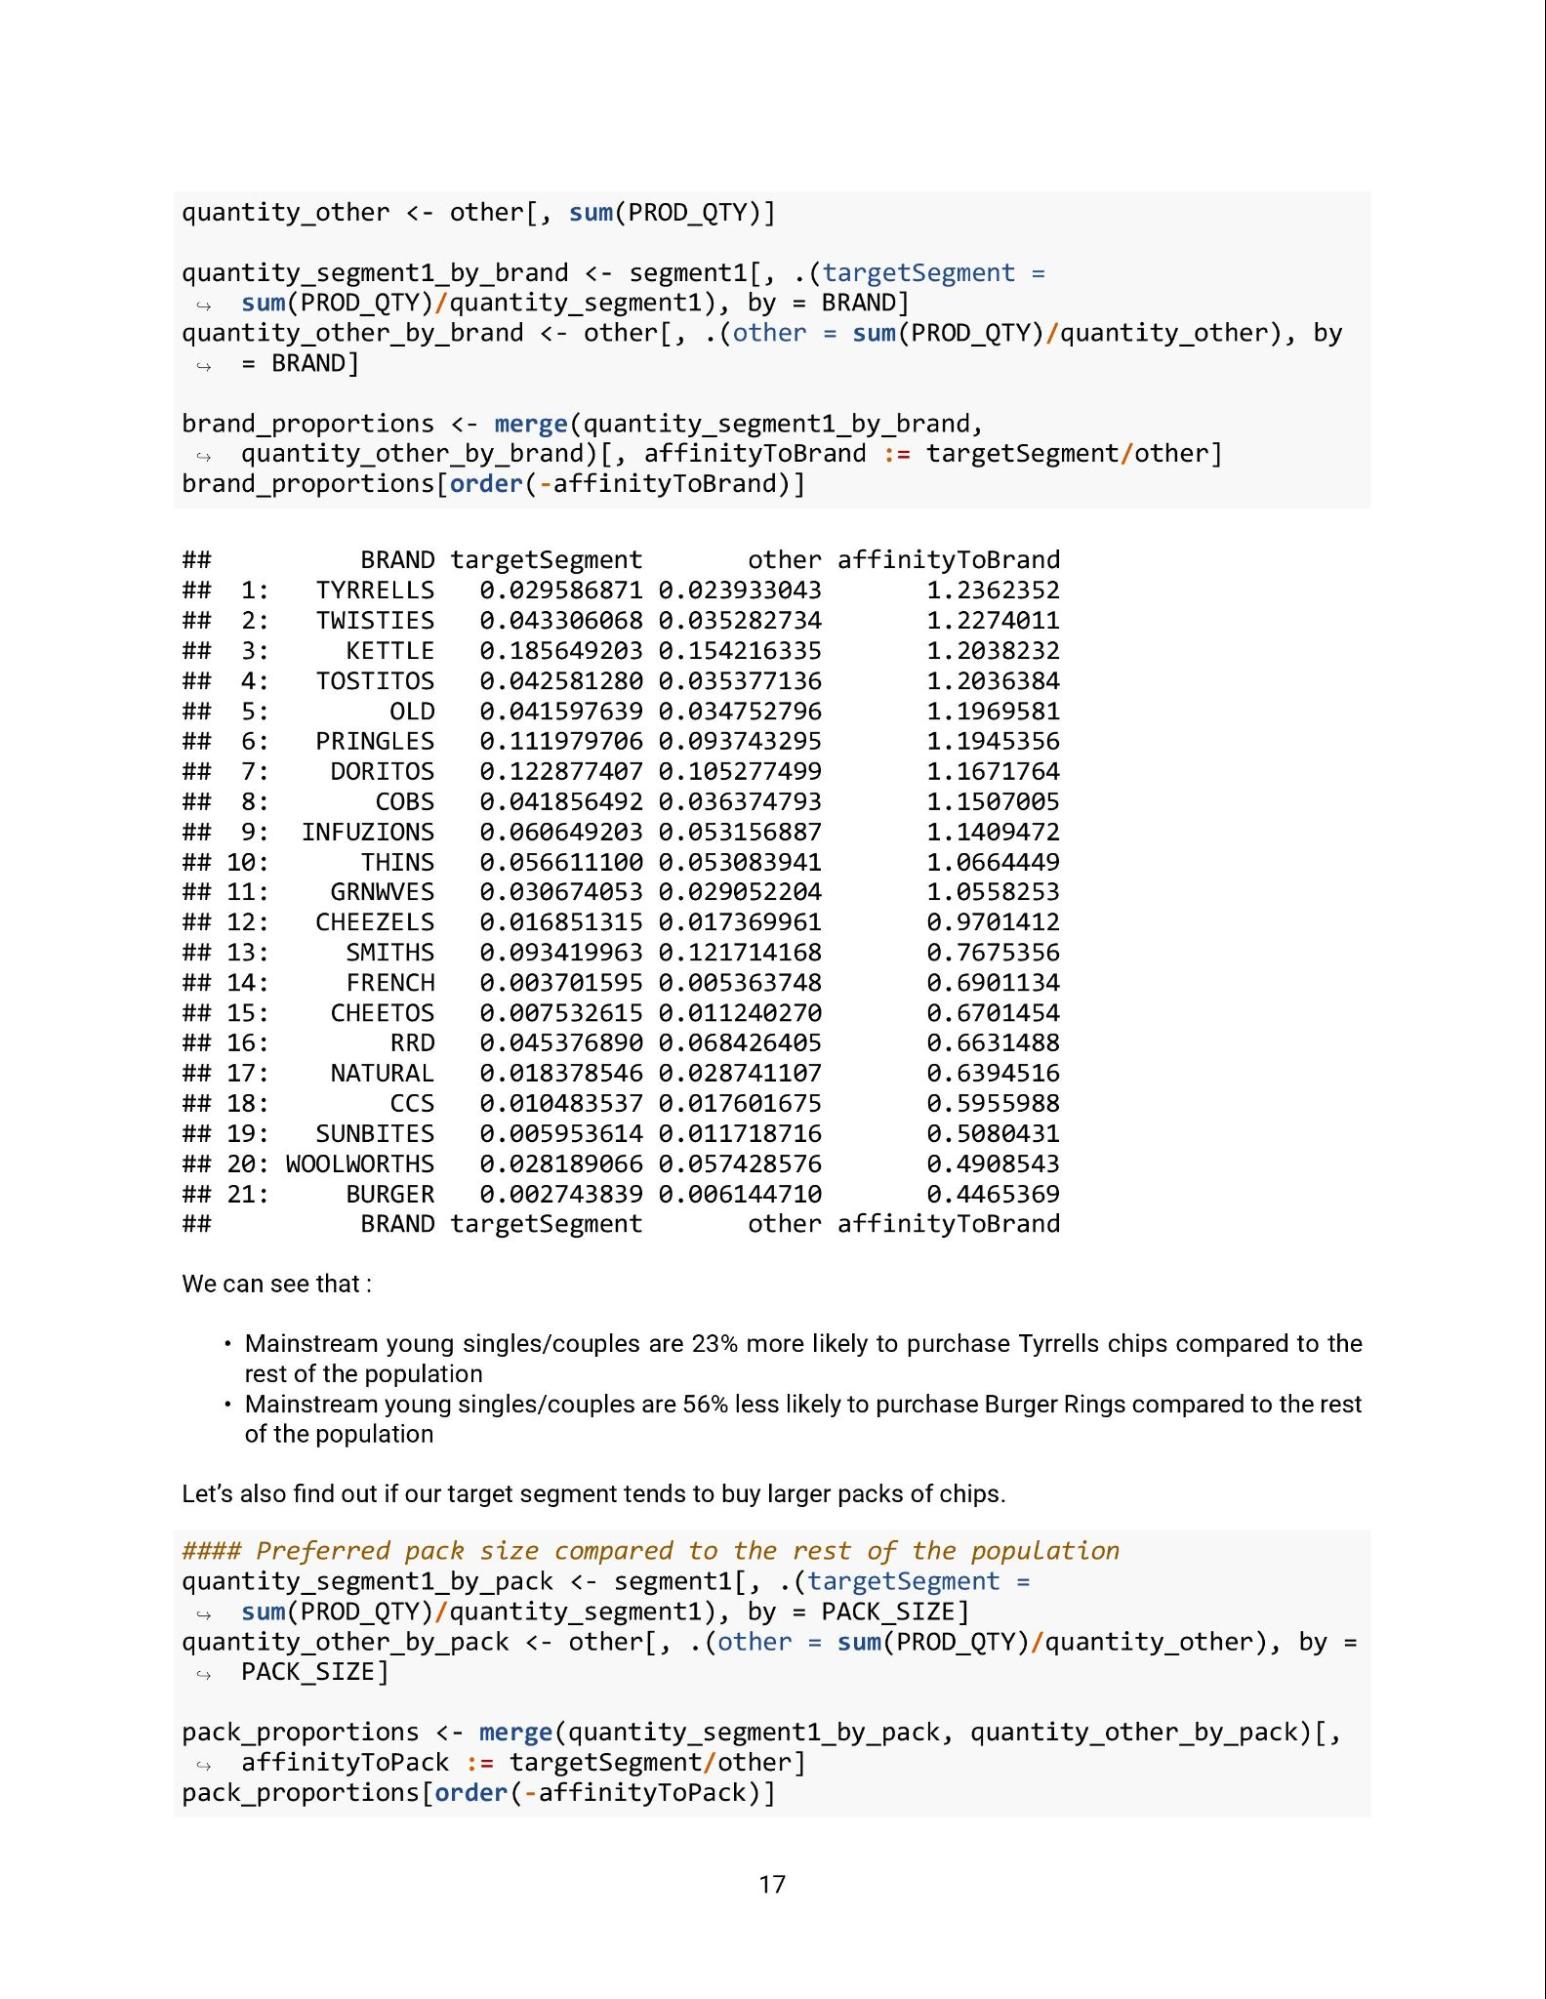 quantity_other <- other[, sum(PROD_QTY)]
quantity_segment1_by_brand <- segment1[, .(targetSegment =
↪ sum(PROD_QTY)/quantity_segment1), by = BRAND]
quantity_other_by_brand <- other[, .(other = sum(PROD_QTY)/quantity_other), by
↪ = BRAND]
brand_proportions <- merge(quantity_segment1_by_brand,
↪ quantity_other_by_brand)[, affinityToBrand := targetSegment/other]
brand_proportions[order(-affinityToBrand)]
## BRAND targetSegment other affinityToBrand
## 1: TYRRELLS 0.029586871 0.023933043 1.2362352
## 2: TWISTIES 0.043306068 0.035282734 1.2274011
## 3: KETTLE 0.185649203 0.154216335 1.2038232
## 4: TOSTITOS 0.042581280 0.035377136 1.2036384
## 5: OLD 0.041597639 0.034752796 1.1969581
## 6: PRINGLES 0.111979706 0.093743295 1.1945356
## 7: DORITOS 0.122877407 0.105277499 1.1671764
## 8: COBS 0.041856492 0.036374793 1.1507005
## 9: INFUZIONS 0.060649203 0.053156887 1.1409472
## 10: THINS 0.056611100 0.053083941 1.0664449
## 11: GRNWVES 0.030674053 0.029052204 1.0558253
## 12: CHEEZELS 0.016851315 0.017369961 0.9701412
## 13: SMITHS 0.093419963 0.121714168 0.7675356
## 14: FRENCH 0.003701595 0.005363748 0.6901134
## 15: CHEETOS 0.007532615 0.011240270 0.6701454
## 16: RRD 0.045376890 0.068426405 0.6631488
## 17: NATURAL 0.018378546 0.028741107 0.6394516
## 18: CCS 0.010483537 0.017601675 0.5955988
## 19: SUNBITES 0.005953614 0.011718716 0.5080431
## 20: WOOLWORTHS 0.028189066 0.057428576 0.4908543
## 21: BURGER 0.002743839 0.006144710 0.4465369
## BRAND targetSegment other affinityToBrand
We can see that :
• Mainstream young singles/couples are 23% more likely to purchase Tyrrells chips compared to the
rest of the population
• Mainstream young singles/couples are 56% less likely to purchase Burger Rings compared to the rest
of the population
Let’s also find out if our target segment tends to buy larger packs of chips.
#### Preferred pack size compared to the rest of the population
quantity_segment1_by_pack <- segment1[, .(targetSegment =
↪ sum(PROD_QTY)/quantity_segment1), by = PACK_SIZE]
quantity_other_by_pack <- other[, .(other = sum(PROD_QTY)/quantity_other), by =
↪ PACK_SIZE]
pack_proportions <- merge(quantity_segment1_by_pack, quantity_other_by_pack)[,
↪ affinityToPack := targetSegment/other]
pack_proportions[order(-affinityToPack)]
17